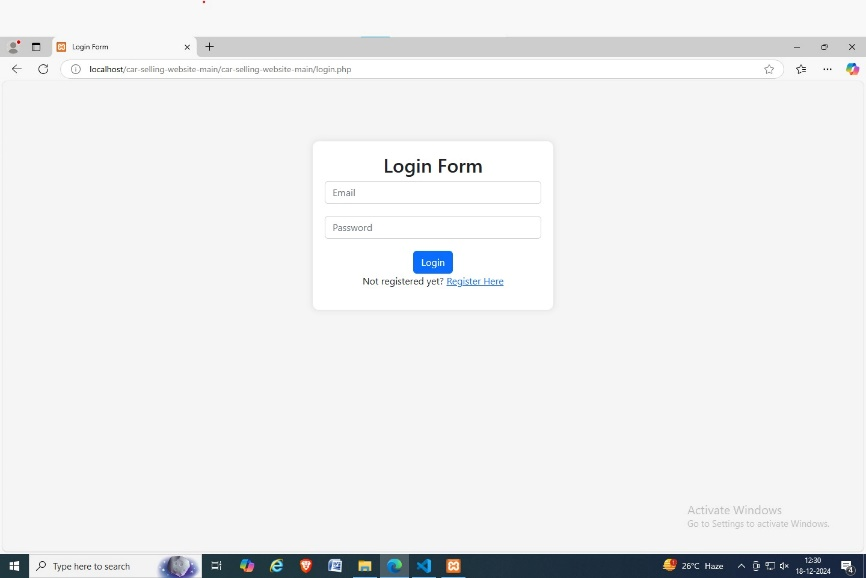 Login Form
localhost/car-selling-website-main/car-selling-website-main/login.php
Login Form
Email
Password
Login
Not registered yet? Register Here
Activate Windows
Go to Settings to activate Windows.
Type here to search
26°C Haze
12:30
18-12-2024
4